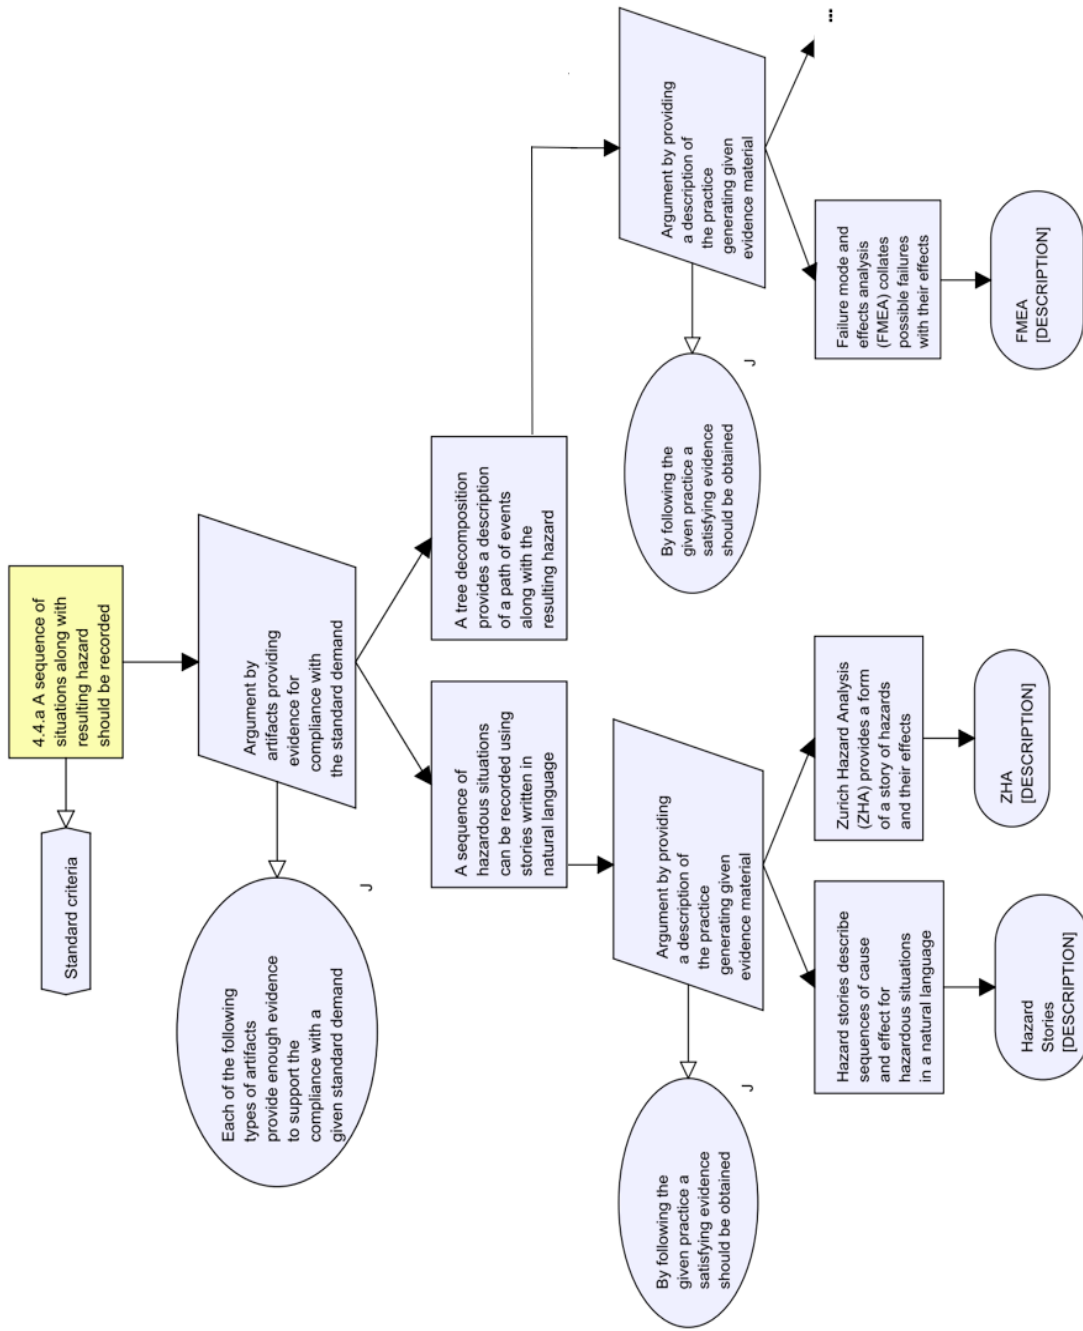 4.4.a A sequence of
situations along with
resulting hazard
should be recorded
Standard criteria
Argument by
artifacts providing
evidence for
compliance with
the standard demand
Each of the following
types of artifacts
provide enough evidence
to support the
compliance with a
given standard demand
J
A sequence of
hazardous situations
can be recorded using
stories written in
natural language
A tree decomposition
provides a description
of a path of events
along with the
resulting hazard
Argument by providing
a description of
the practice
generating given
evidence material
By following the
given practice a
satisfying evidence
should be obtained
J
Argument by providing
a description of
the practice
generating given
evidence material
By following the
given practice a
satisfying evidence
should be obtained
J
Hazard stories describe
sequences of cause
and effect for
hazardous situations
in a natural language
Zurich Hazard Analysis
(ZHA) provides a form
of a story of hazards
and their effects
Failure mode and
effects analysis
(FMEA) collates
possible failures
with their effects
...
Hazard
Stories
[DESCRIPTION]
ZHA
[DESCRIPTION]
FMEA
[DESCRIPTION]